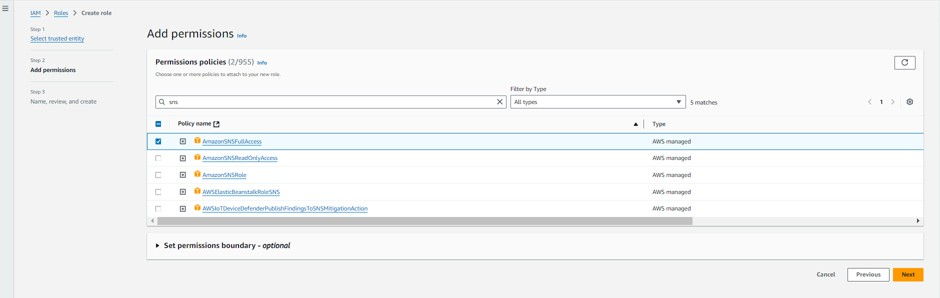 IAM > Roles > Create role
Step 1
Select trusted entity
Step 2
Add permissions
Step 3
Name, review, and create
Add permissions Info
Permissions policies (2/955) Info
Choose one or more policies to attach to your new role.
Filter by Type
sns
All types
5 matches
1
Policy name
Type
AmazonSNSFullAccess AWS managed
AmazonSNSReadOnlyAccess AWS managed
AmazonSNSRole AWS managed
AWSElasticBeanstalkRoleSNS AWS managed
AWSIoTDeviceDefenderPublishFindingsToSNSMitigationAction AWS managed
Set permissions boundary - optional
Cancel
Previous
Next